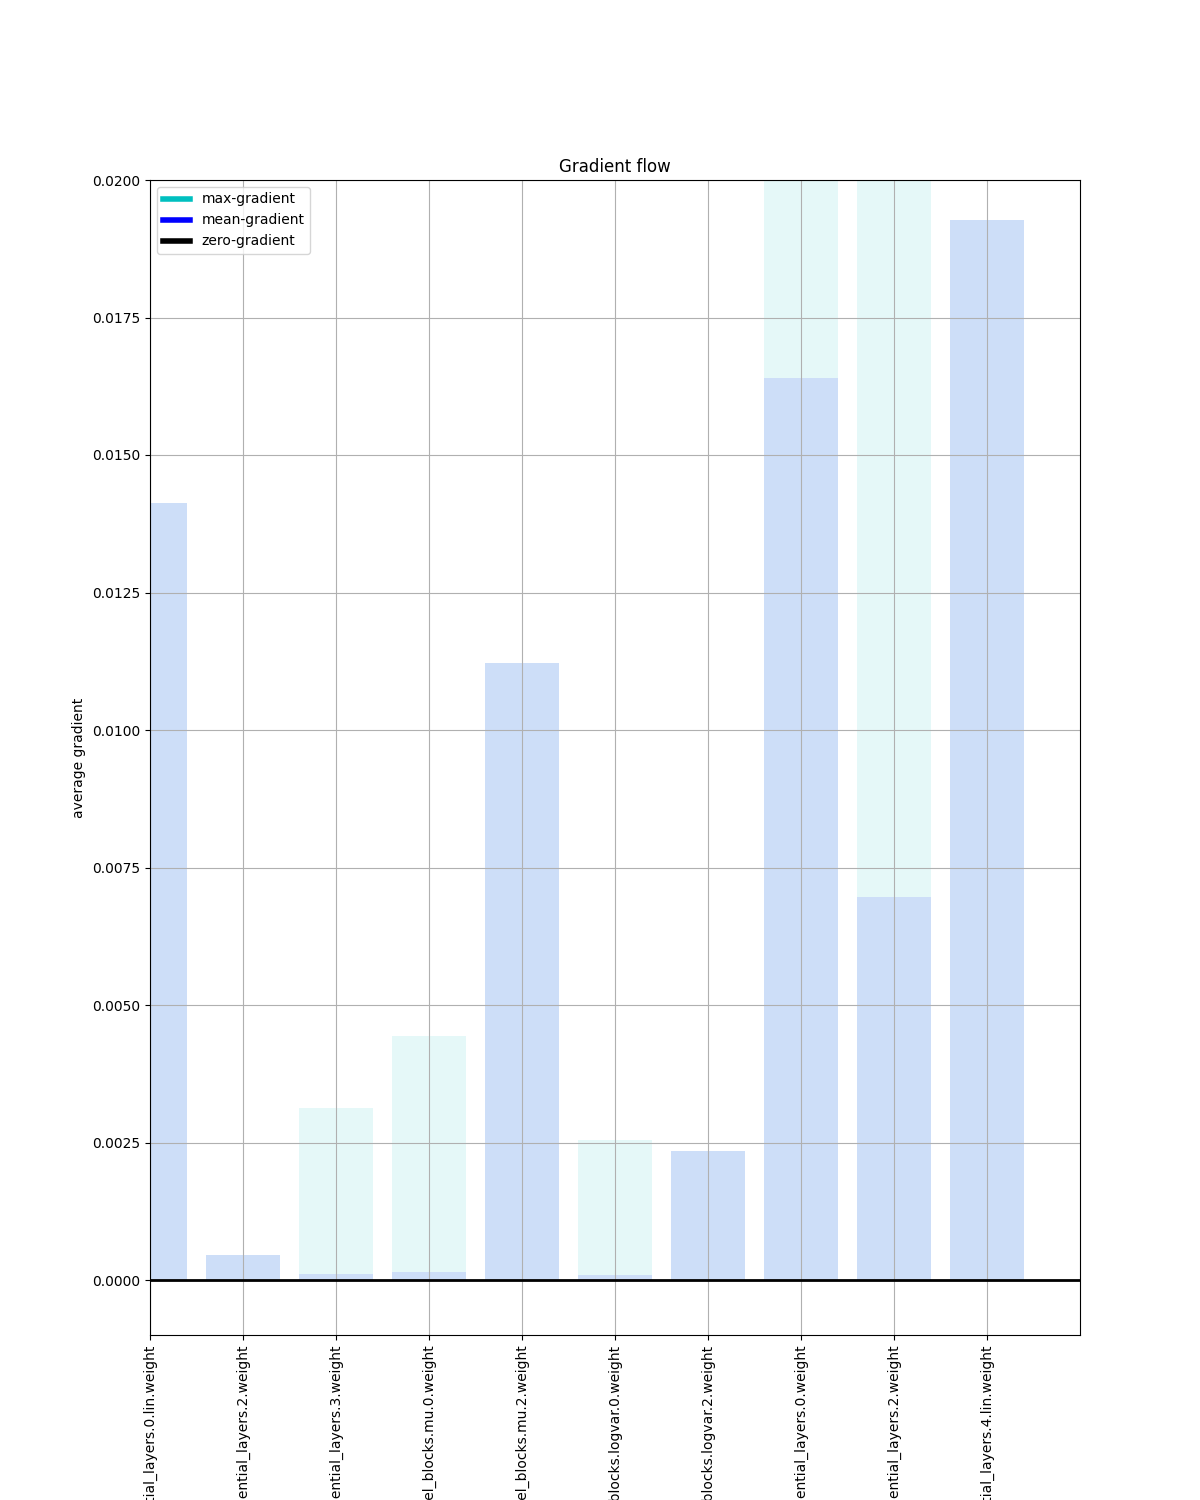 Gradient flow
max-gradient
mean-gradient
zero-gradient
0.0200
0.0175
0.0150
0.0125
0.0100
0.0075
0.0050
0.0025
0.0000
average gradient
tial_layers.0.lin.weight
ential_layers.2.weight
ential_layers.3.weight
el_blocks.mu.0.weight
el_blocks.mu.2.weight
blocks.logvar.0.weight
blocks.logvar.2.weight
ential_layers.0.weight
ential_layers.2.weight
tial_layers.4.lin.weight